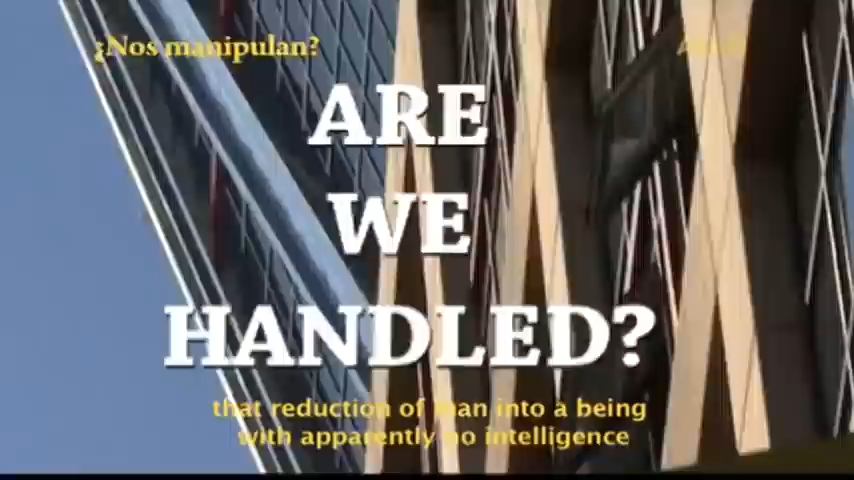 ¿Nos manipulan?
ARE
WE
HANDLED?
that reduction of man into a being
with apparently no intelligence